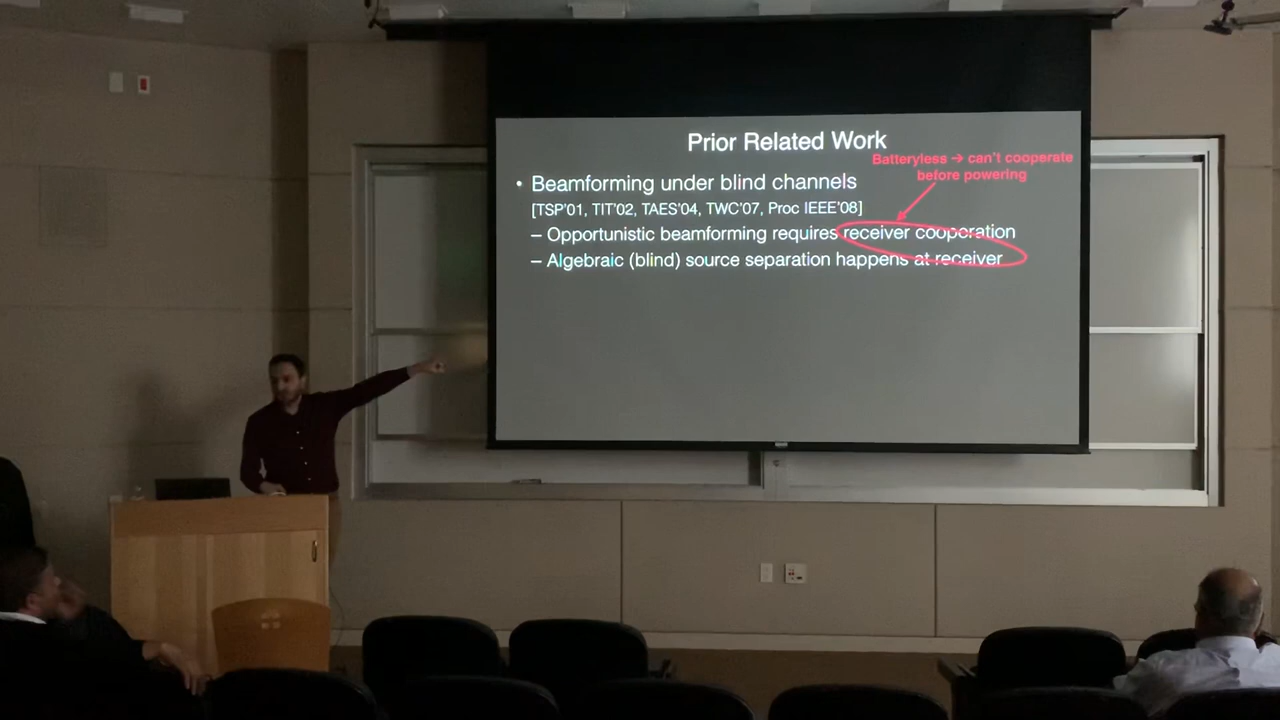 Prior Related Work
Batteryless → can't cooperate
before powering
• Beamforming under blind channels
[TSP'01, TIT'02, TAES'04, TWC'07, Proc IEEE'08]
– Opportunistic beamforming requires receiver cooperation
– Algebraic (blind) source separation happens at receiver